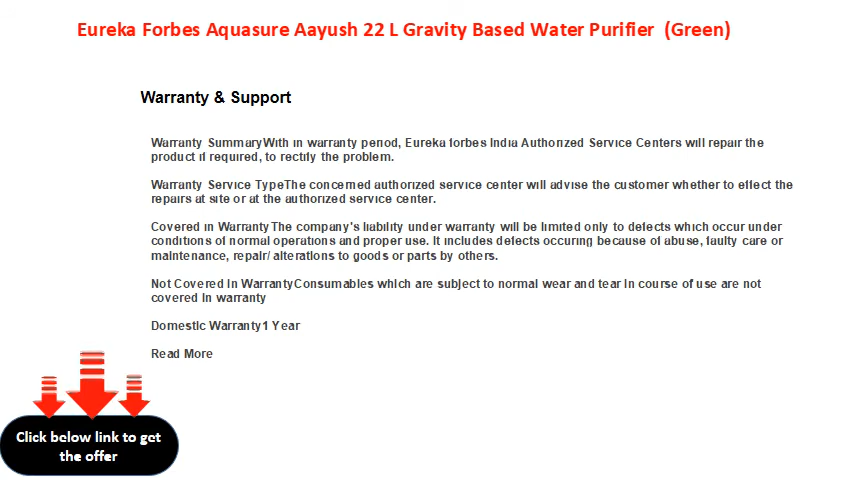 Eureka Forbes Aquasure Aayush 22 L Gravity Based Water Purifier (Green)
Warranty & Support
Warranty SummaryWith in warranty period, Eureka forbes India Authorized Service Centers will repair the
product if required, to rectify the problem.
Warranty Service TypeThe concerned authorized service center will advise the customer whether to effect the
repairs at site or at the authorized service center.
Covered in WarrantyThe company's liability under warranty will be limited only to defects which occur under
conditions of normal operations and proper use. It includes defects occuring because of abuse, faulty care or
maintenance, repair/ alterations to goods or parts by others.
Not Covered in WarrantyConsumables which are subject to normal wear and tear in course of use are not
covered in warranty
Domestic Warranty1 Year
Read More
Click below link to get
the offer